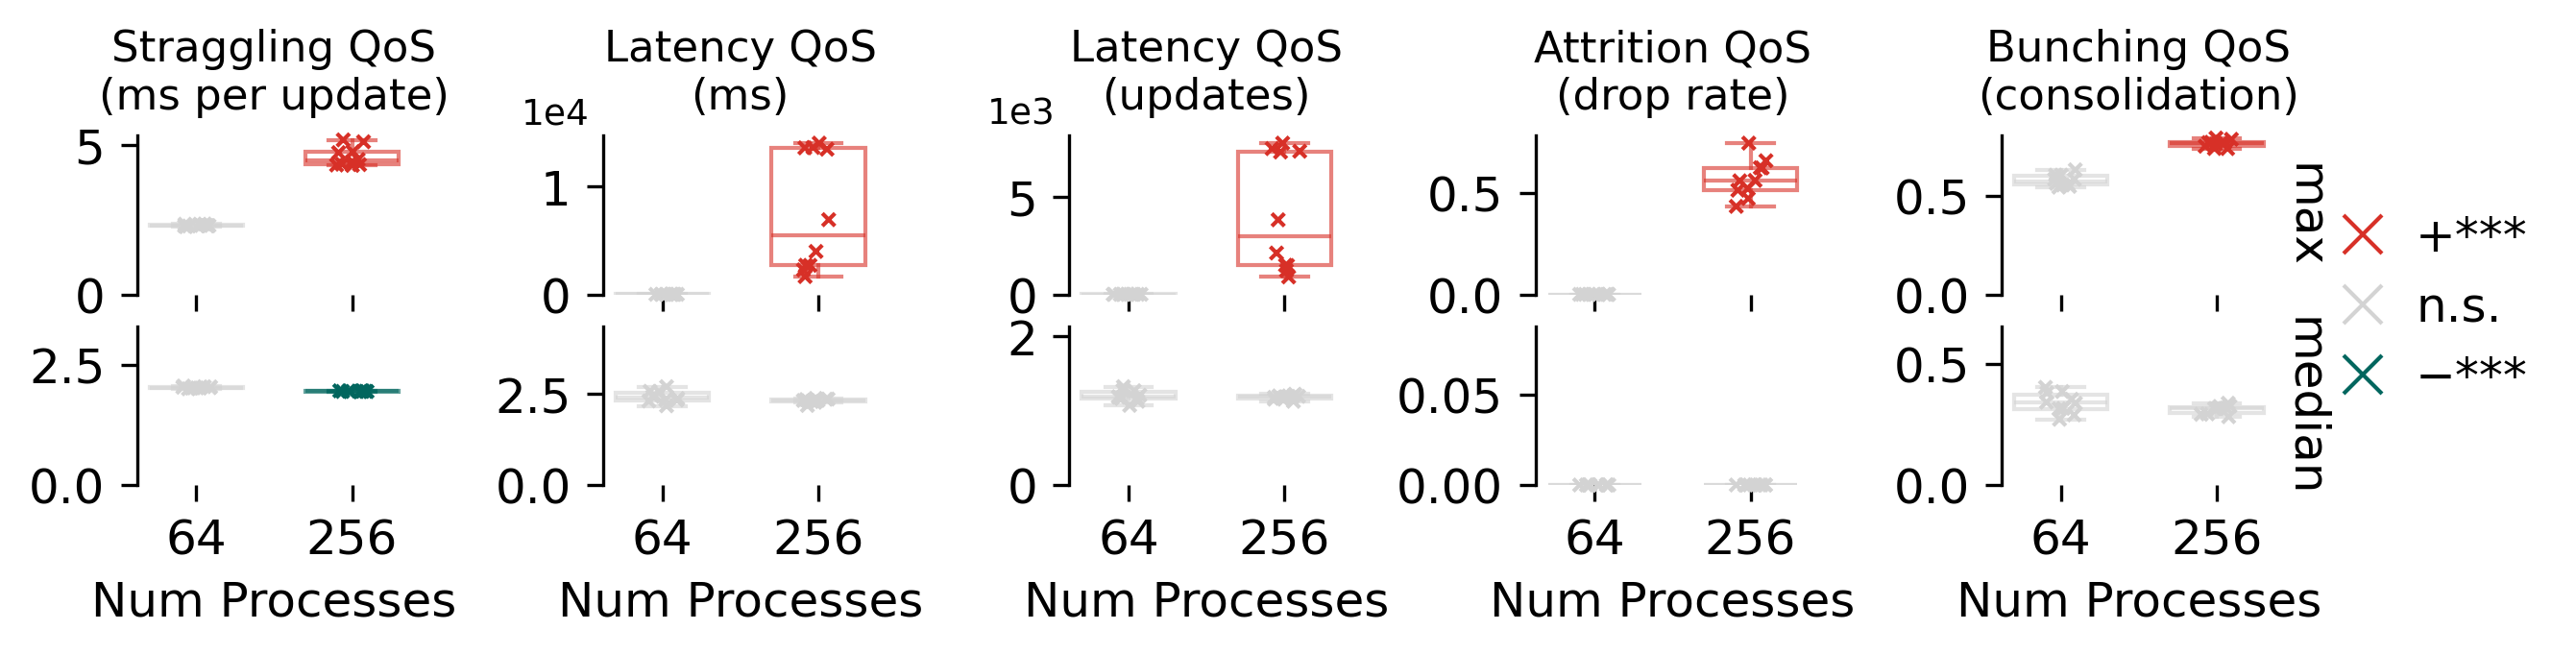 Straggling QoS
(ms per update)
Latency QoS
(ms)
Latency QoS
(updates)
Attrition QoS
(drop rate)
Bunching QoS
(consolidation)
5
0
1e4
1
0
1e3
5
0
0.5
0.0
0.5
0.0
max
2.5
0.0
2.5
0.0
2
0
0.05
0.00
0.5
0.0
median
64 256
64 256
64 256
64 256
64 256
Num Processes
Num Processes
Num Processes
Num Processes
Num Processes
+***
n.s.
−***